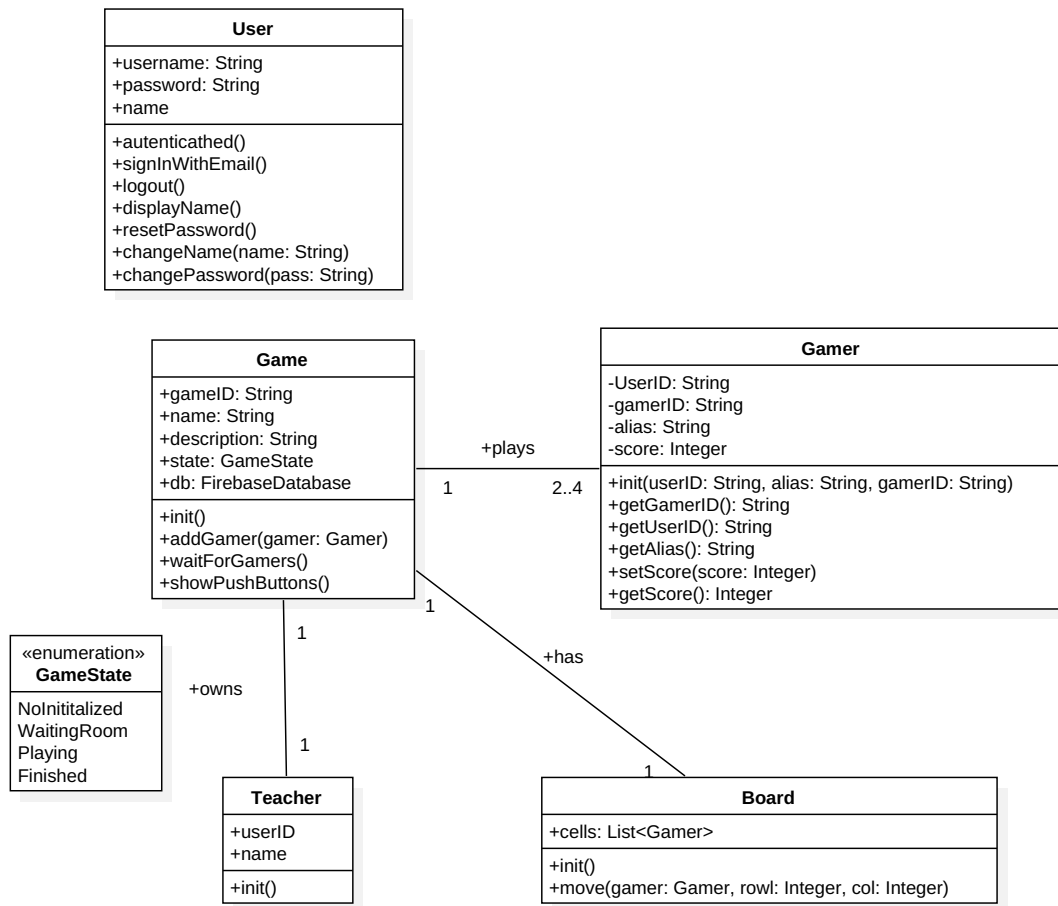 User
+username: String
+password: String
+name
+autenticathed()
+signInWithEmail()
+logout()
+displayName()
+resetPassword()
+changeName(name: String)
+changePassword(pass: String)
Game
+gameID: String
+name: String
+description: String
+state: GameState
+db: FirebaseDatabase
+init()
+addGamer(gamer: Gamer)
+waitForGamers()
+showPushButtons()
+plays
1
2..4
Gamer
-UserID: String
-gamerID: String
-alias: String
-score: Integer
+init(userID: String, alias: String, gamerID: String)
+getGamerID(): String
+getUserID(): String
+getAlias(): String
+setScore(score: Integer)
+getScore(): Integer
1
+has
1
1
+owns
1
«enumeration»
GameState
NoInititalized
WaitingRoom
Playing
Finished
Teacher
+userID
+name
+init()
Board
+cells: List<Gamer>
+init()
+move(gamer: Gamer, rowl: Integer, col: Integer)